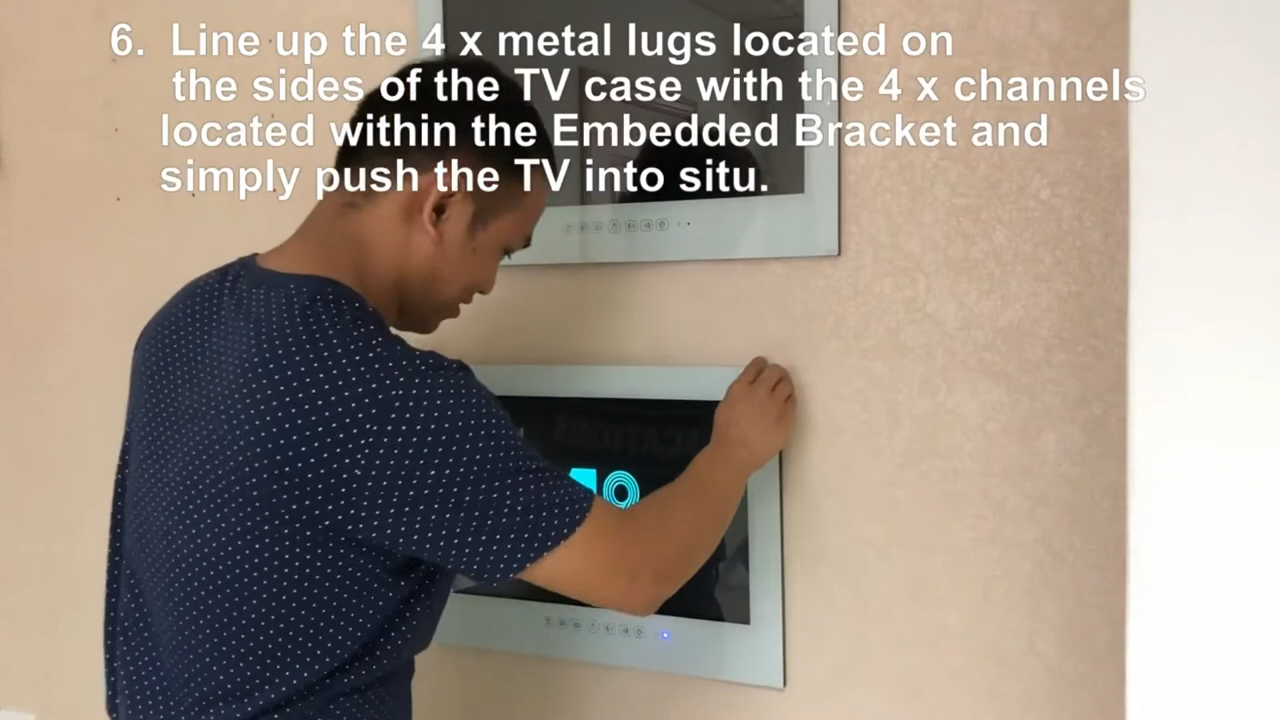 6. Line up the 4 x metal lugs located on
the sides of the TV case with the 4 x channels
located within the Embedded Bracket and
simply push the TV into situ.